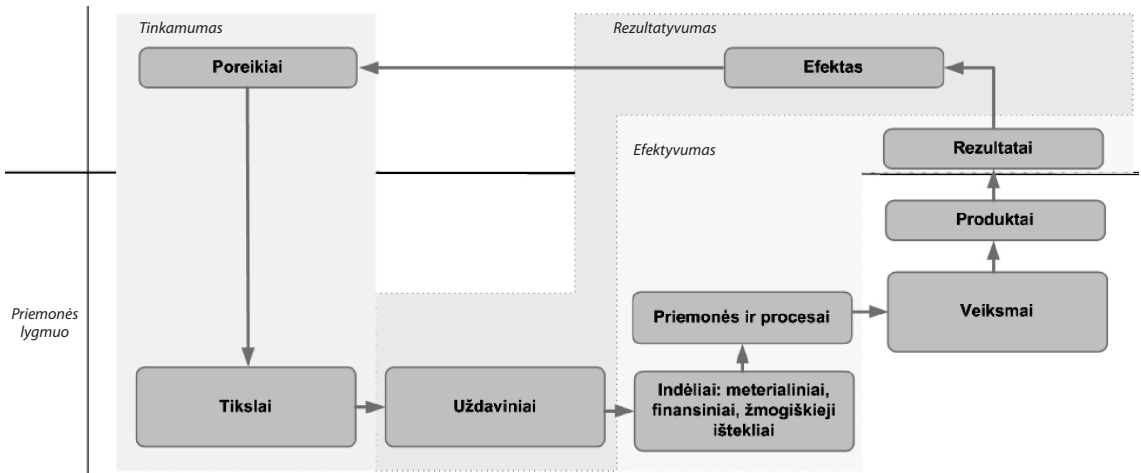 Tinkamumas
Rezultatyvumas
Poreikiai
Efektas
Efektyvumas
Rezultatai
Produktai
Priemonės
lygmuo
Priemonės ir procesai
Veiksmai
Tikslai
Uždaviniai
Indėliai: meterialiniai,
finansiniai, žmogiškieji
ištekliai